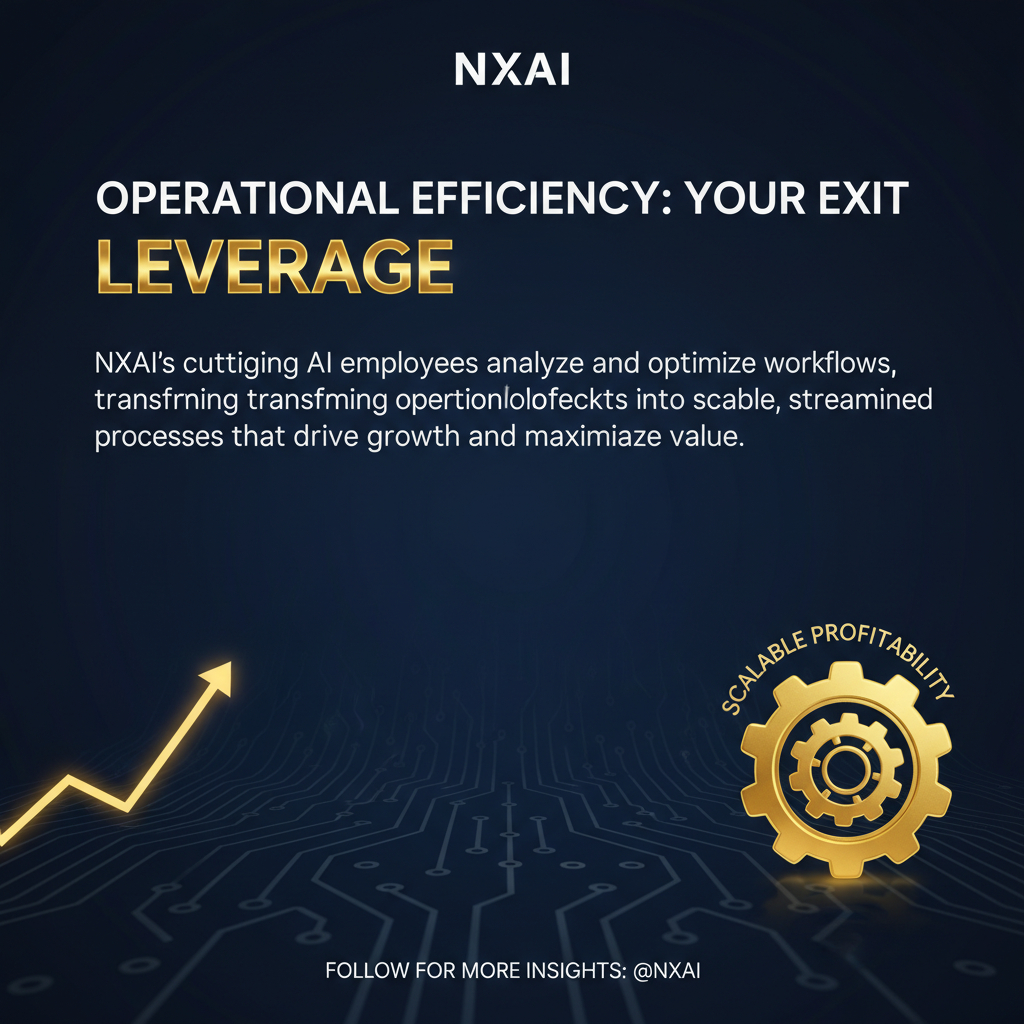 NXAI
OPERATIONAL EFFICIENCY: YOUR EXIT
LEVERAGE
NXAI's cuttiging AI employees analyze and optimize workflows,
transfrning transfming opertionlolofeckts into scable, streamined
processes that drive growth and maximiaze value.
SCALABLE PROFITABILITY
FOLLOW FOR MORE INSIGHTS: @NXAI